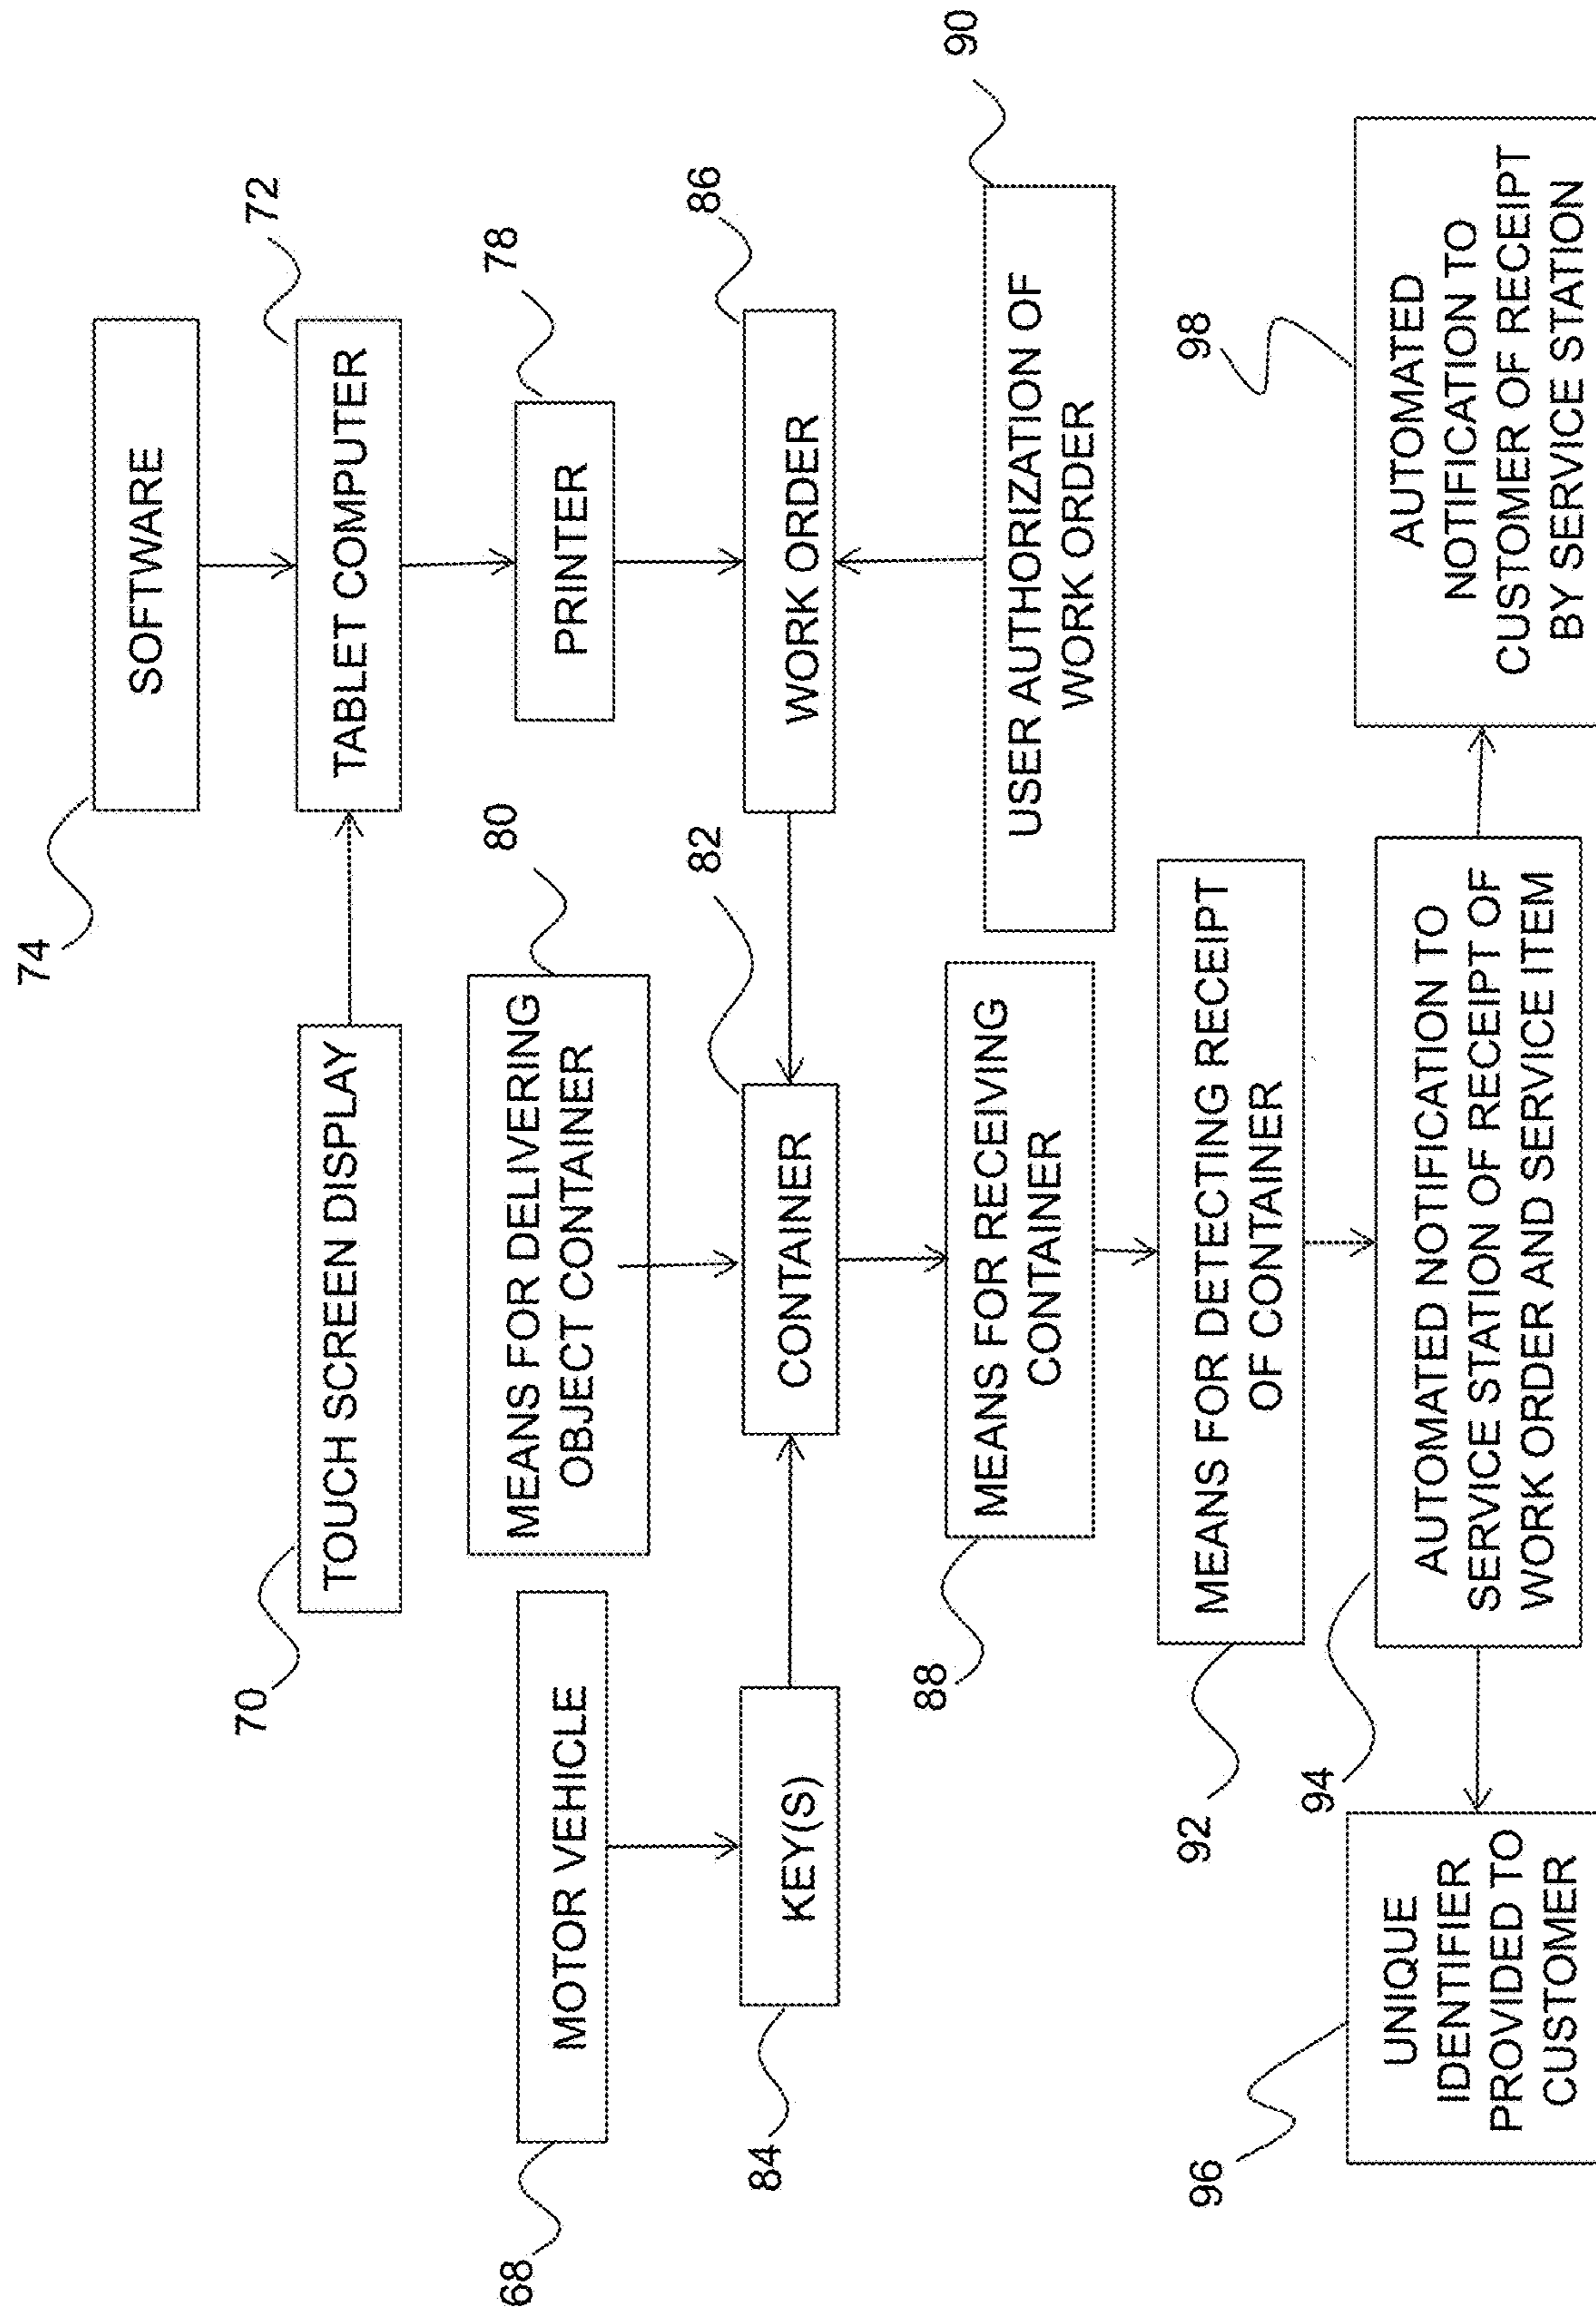 74
SOFTWARE
70
TOUCH SCREEN DISPLAY
TABLET COMPUTER
72
68
MOTOR VEHICLE
MEANS FOR DELIVERING
OBJECT CONTAINER
80
PRINTER
78
84
KEY(S)
CONTAINER
82
WORK ORDER
86
88
MEANS FOR RECEIVING
CONTAINER
USER AUTHORIZATION OF
WORK ORDER
90
92
MEANS FOR DETECTING RECEIPT
OF CONTAINER
96
UNIQUE
IDENTIFIER
PROVIDED TO
CUSTOMER
94
AUTOMATED NOTIFICATION TO
SERVICE STATION OF RECEIPT OF
WORK ORDER AND SERVICE ITEM
98
AUTOMATED
NOTIFICATION TO
CUSTOMER OF RECEIPT
BY SERVICE STATION